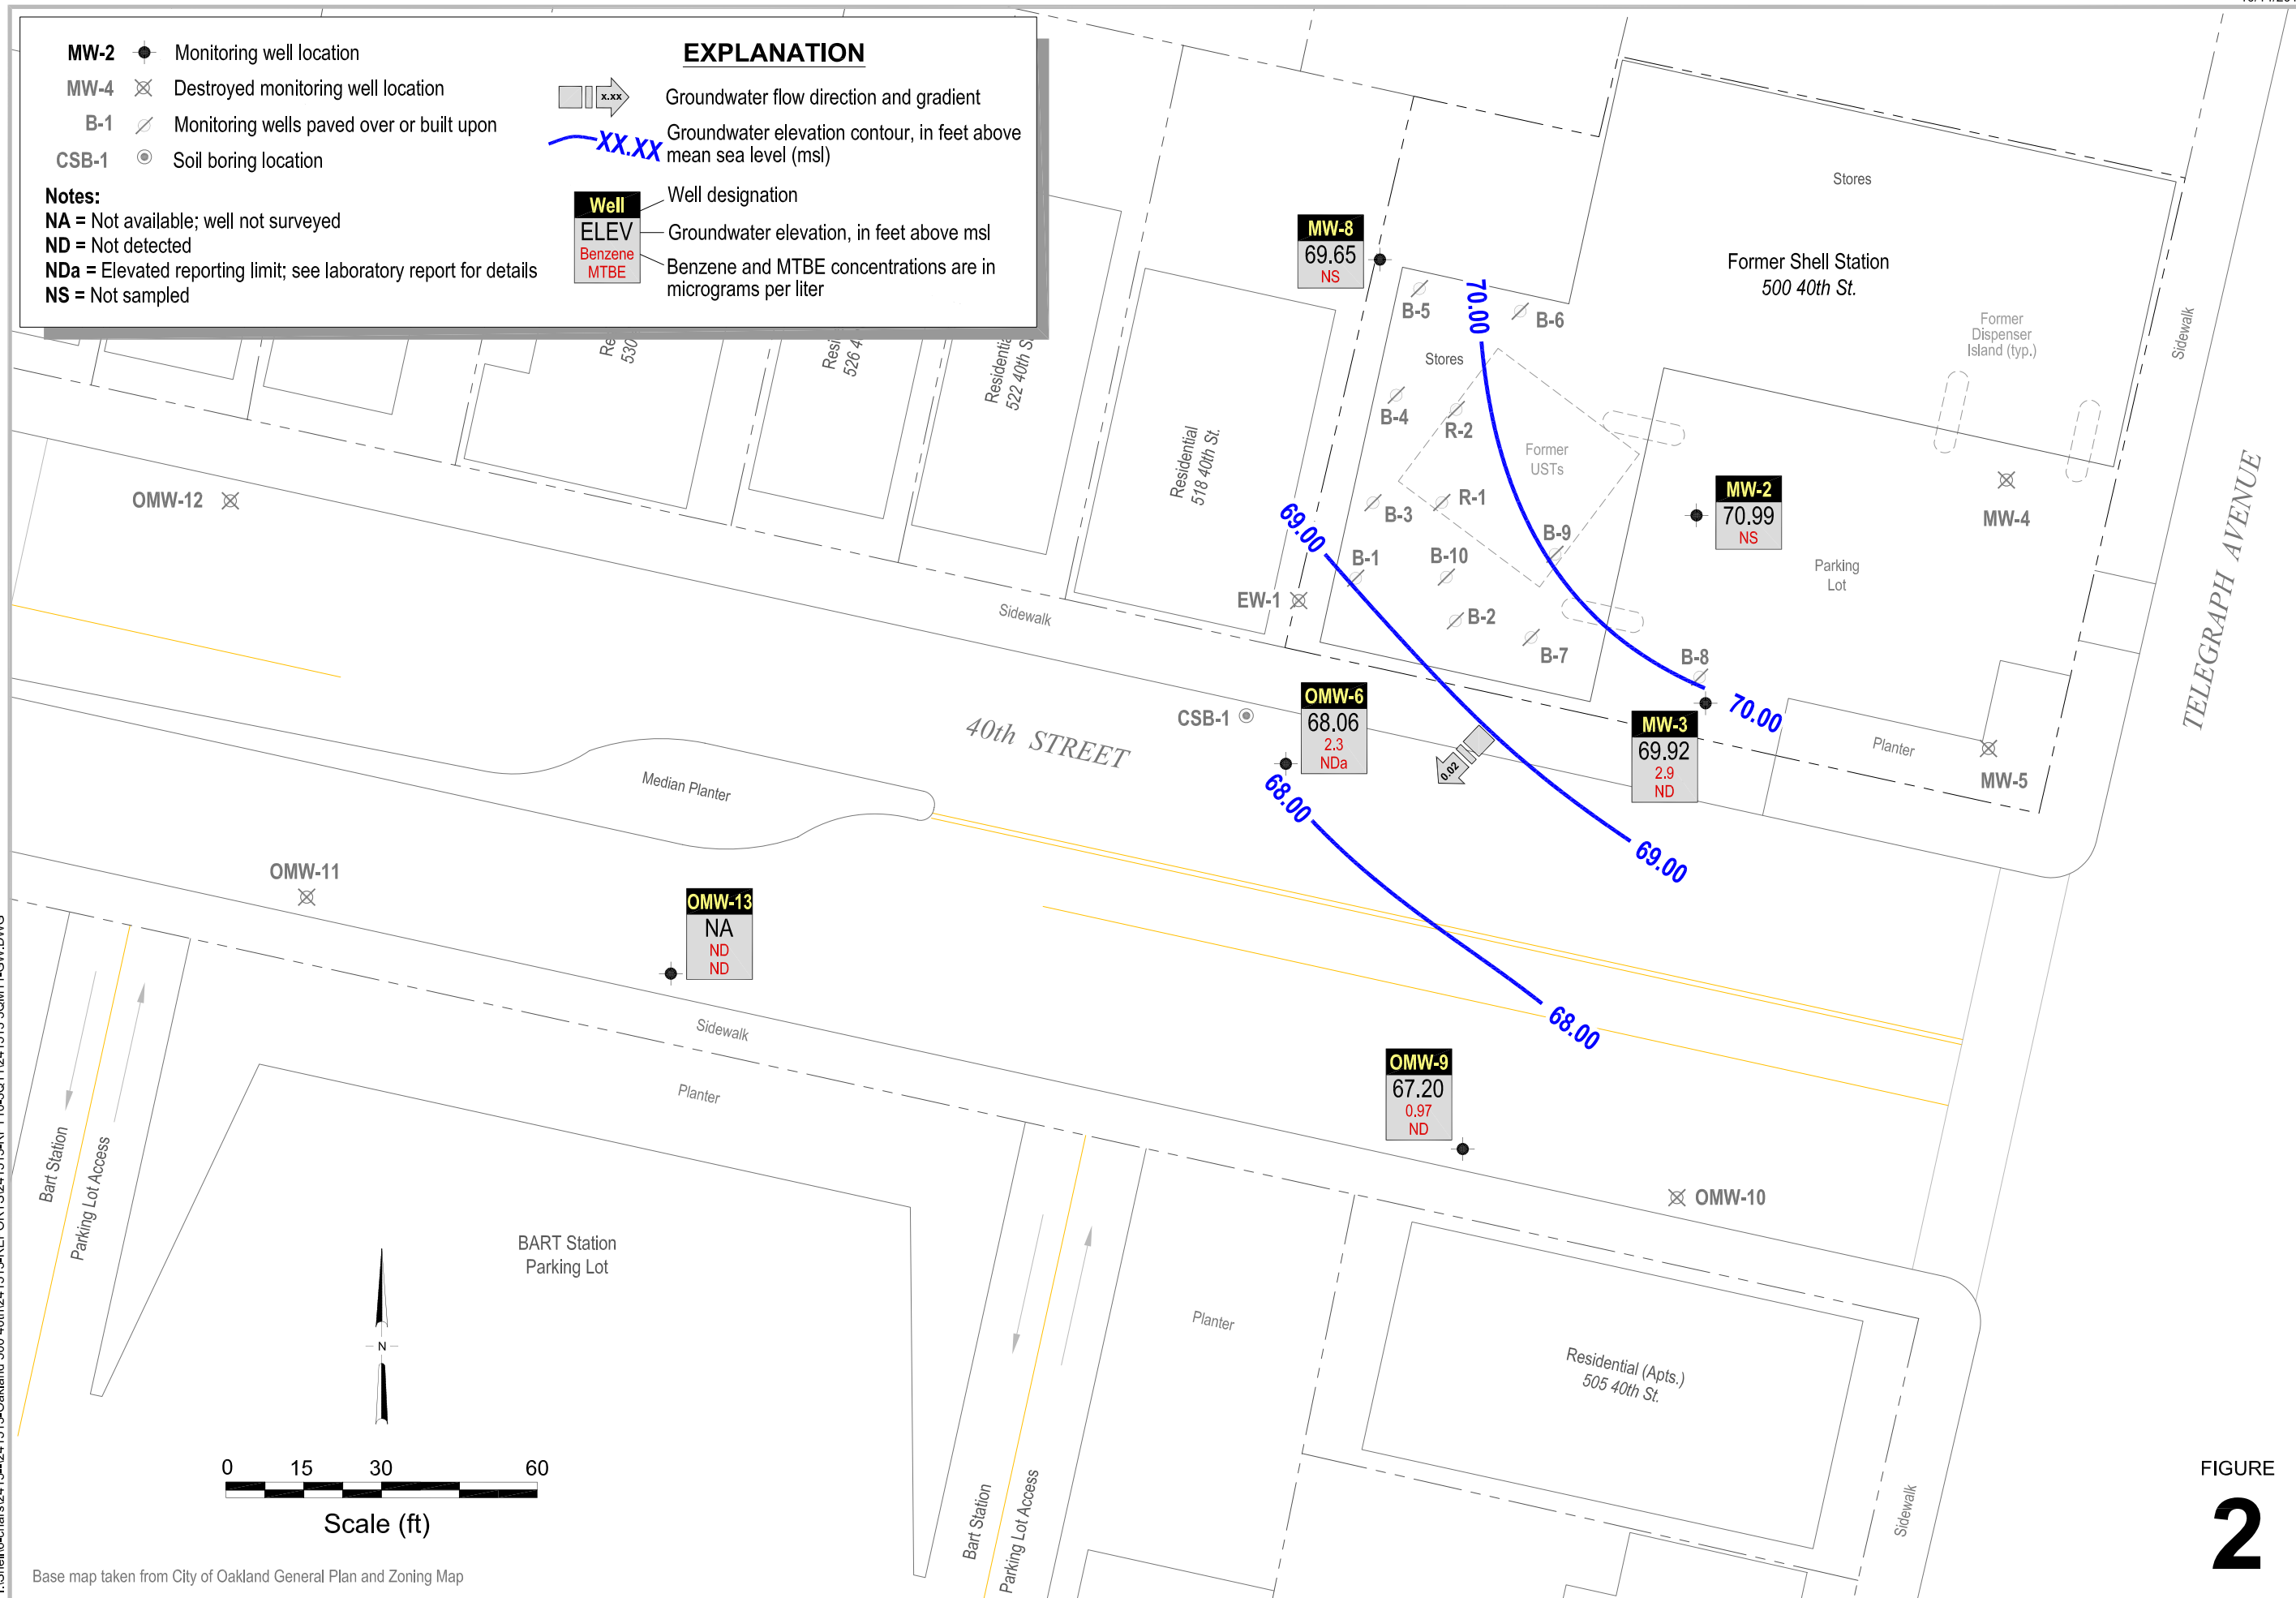 MW-2 Monitoring well location
MW-4 Destroyed monitoring well location
B-1 Monitoring wells paved over or built upon
CSB-1 Soil boring location
Notes:
NA = Not available; well not surveyed
ND = Not detected
NDa = Elevated reporting limit; see laboratory report for details
NS = Not sampled
EXPLANATION
x.xx
Groundwater flow direction and gradient
XX.XX
Groundwater elevation contour, in feet above
mean sea level (msl)
Well
ELEV
Benzene
MTBE
Well designation
Groundwater elevation, in feet above msl
Benzene and MTBE concentrations are in
micrograms per liter
530
526
Residential
522 40th St.
Residential
518 40th St.
MW-8
69.65
NS
B-5
70.00
B-6
Stores
B-4
R-2
Former
USTs
R-1
B-3
69.00
B-9
B-1
B-10
B-2
B-7
EW-1
Stores
Former Shell Station
500 40th St.
Former
Dispenser
Island (typ.)
Sidewalk
MW-2
70.99
NS
MW-4
Parking
Lot
TELEGRAPH AVENUE
B-8
70.00
MW-3
69.92
2.9
ND
Planter
MW-5
OMW-12
Sidewalk
40th STREET
CSB-1
OMW-6
68.06
2.3
NDa
0.02
68.00
69.00
Median Planter
OMW-11
OMW-13
NA
ND
ND
68.00
Sidewalk
Planter
OMW-9
67.20
0.97
ND
OMW-10
Bart Station
Parking Lot Access
BART Station
Parking Lot
N
Planter
Residential (Apts.)
505 40th St.
Bart Station
Parking Lot Access
Sidewalk
0 15 30 60
Scale (ft)
Base map taken from City of Oakland General Plan and Zoning Map
FIGURE
2